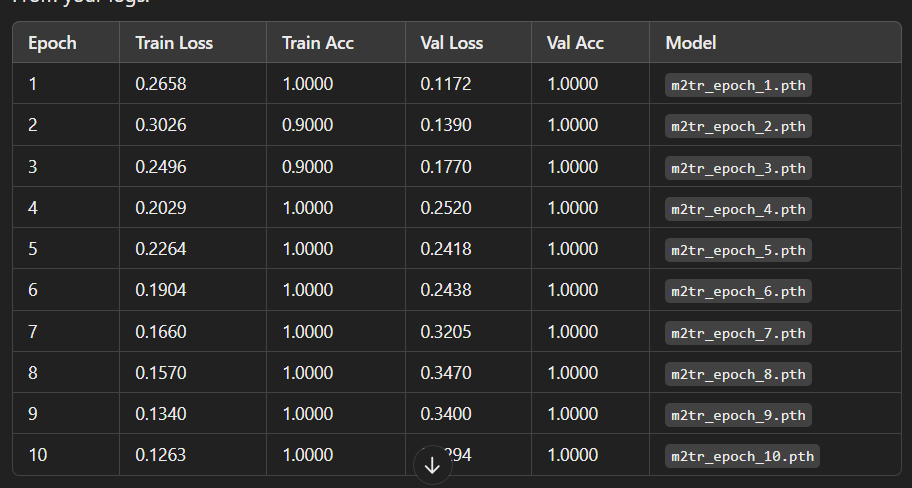 Epoch Train Loss Train Acc Val Loss Val Acc Model
1 0.2658 1.0000 0.1172 1.0000 m2tr_epoch_1.pth
2 0.3026 0.9000 0.1390 1.0000 m2tr_epoch_2.pth
3 0.2496 0.9000 0.1770 1.0000 m2tr_epoch_3.pth
4 0.2029 1.0000 0.2520 1.0000 m2tr_epoch_4.pth
5 0.2264 1.0000 0.2418 1.0000 m2tr_epoch_5.pth
6 0.1904 1.0000 0.2438 1.0000 m2tr_epoch_6.pth
7 0.1660 1.0000 0.3205 1.0000 m2tr_epoch_7.pth
8 0.1570 1.0000 0.3470 1.0000 m2tr_epoch_8.pth
9 0.1340 1.0000 0.3400 1.0000 m2tr_epoch_9.pth
10 0.1263 1.0000 1.0000 m2tr_epoch_10.pth